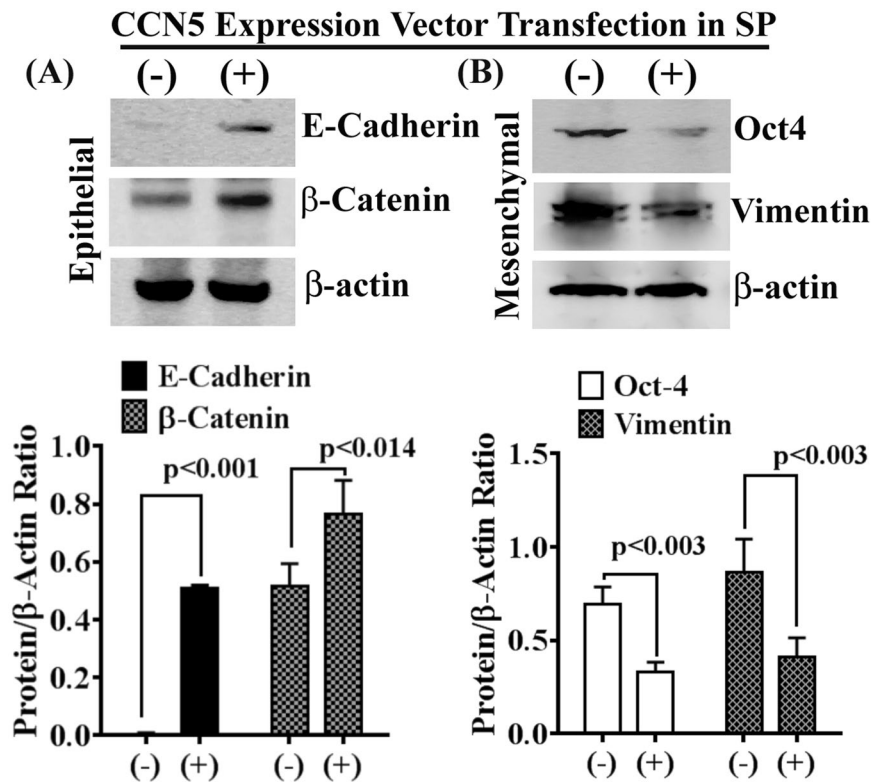 CCN5 Expression Vector Transfection in SP
(A) (-) (+)
Epithelial
E-Cadherin
β-Catenin
β-actin
(B) (-) (+)
Mesenchymal
Oct4
Vimentin
β-actin
E-Cadherin
β-Catenin
Protein/β-Actin Ratio
1.0
0.8
0.6
0.4
0.2
0.0
p<0.001
p<0.014
(-) (+) (-) (+)
Oct-4
Vimentin
Protein/β-Actin Ratio
1.5
1.0
0.5
0.0
p<0.003
p<0.003
(-) (+) (-) (+)